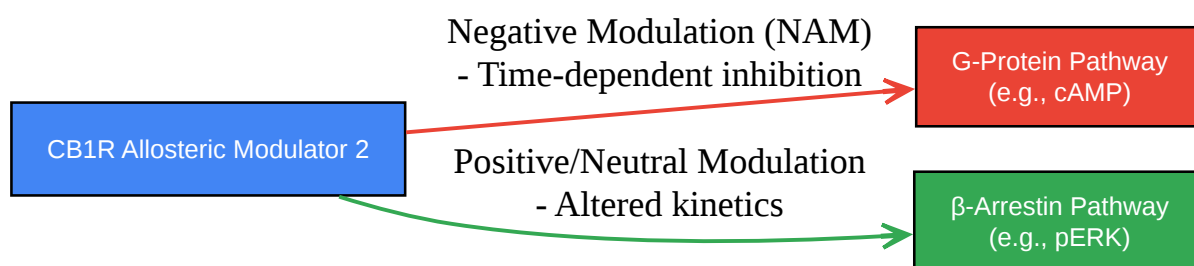 Negative Modulation (NAM)
- Time-dependent inhibition
G-Protein Pathway
(e.g., cAMP)
CB1R Allosteric Modulator 2
Positive/Neutral Modulation
- Altered kinetics
β-Arrestin Pathway
(e.g., pERK)